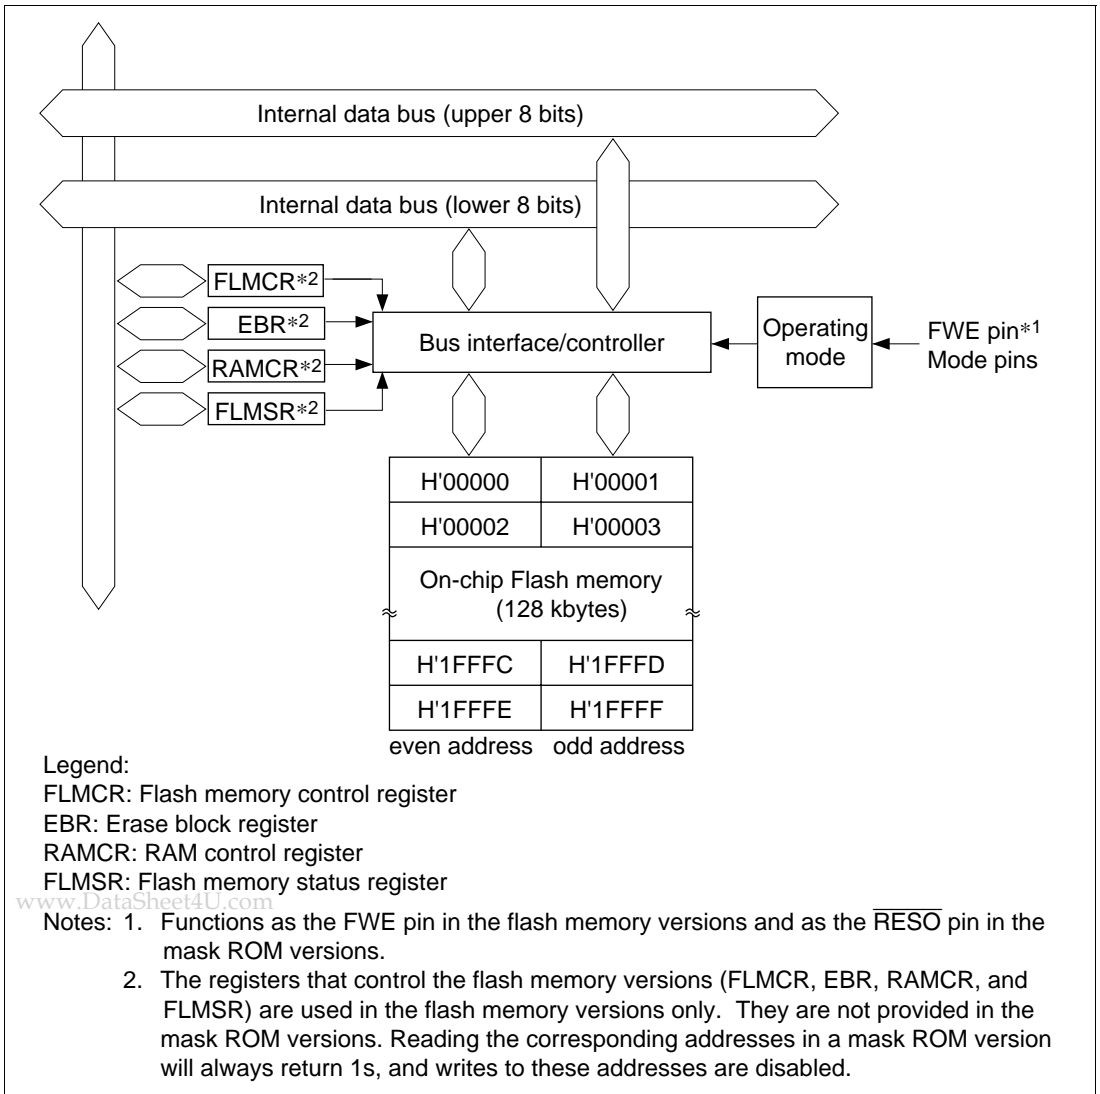 Internal data bus (upper 8 bits)
Internal data bus (lower 8 bits)
FLMCR*2
EBR*2
RAMCR*2
FLMSR*2
Bus interface/controller
Operating
mode
FWE pin*1
Mode pins
H'00000 H'00001
H'00002 H'00003
On-chip Flash memory
(128 kbytes)
H'1FFFC H'1FFFD
H'1FFFE H'1FFFF
even address odd address
Legend:
FLMCR: Flash memory control register
EBR: Erase block register
RAMCR: RAM control register
FLMSR: Flash memory status register
www.DataSheet4U.com
Notes: 1. Functions as the FWE pin in the flash memory versions and as the R̅E̅S̅O̅ pin in the
mask ROM versions.
2. The registers that control the flash memory versions (FLMCR, EBR, RAMCR, and
FLMSR) are used in the flash memory versions only. They are not provided in the
mask ROM versions. Reading the corresponding addresses in a mask ROM version
will always return 1s, and writes to these addresses are disabled.